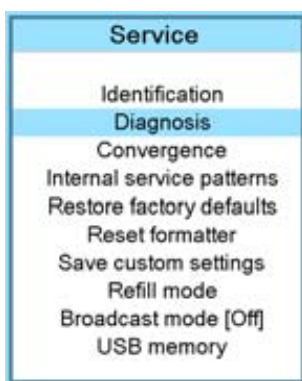 Service
Identification
Diagnosis
Convergence
Internal service patterns
Restore factory defaults
Reset formatter
Save custom settings
Refill mode
Broadcast mode [Off]
USB memory